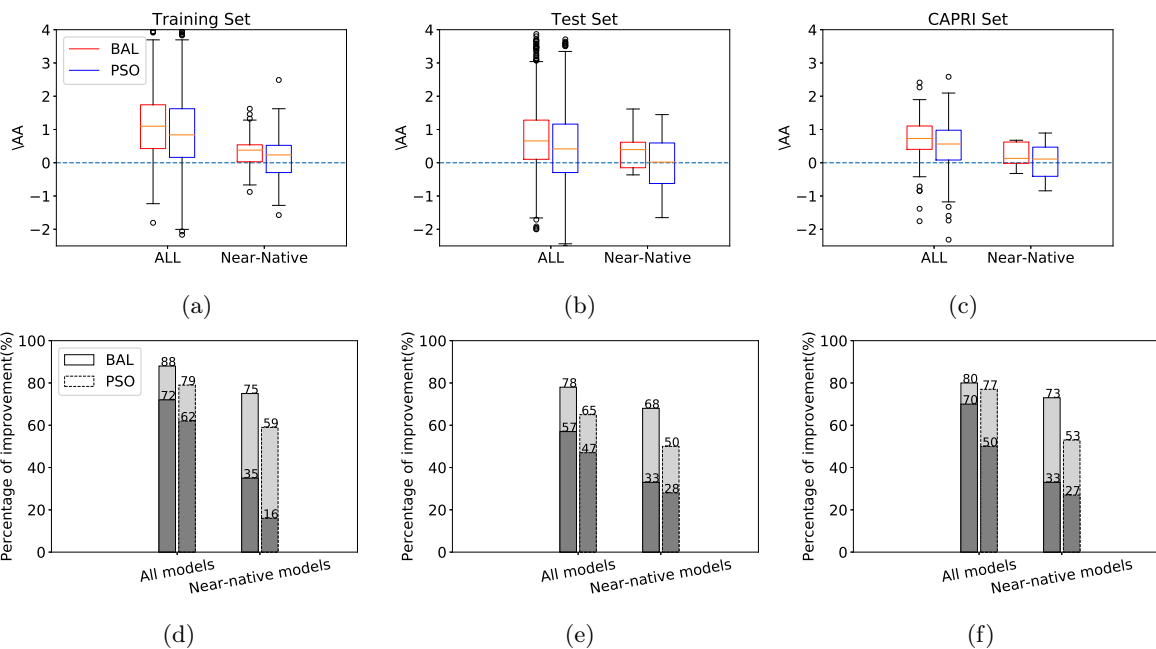 Training Set
4
3
2
1
0
−1
−2
\AA
BAL
PSO
ALL
Near-Native
(a)
Test Set
4
3
2
1
0
−1
−2
\AA
ALL
Near-Native
(b)
CAPRI Set
4
3
2
1
0
−1
−2
\AA
ALL
Near-Native
(c)
Percentage of improvement(%)
100
80
60
40
20
0
BAL
PSO
88
79
72
62
75
59
35
16
All models
Near-native models
(d)
Percentage of improvement(%)
100
80
60
40
20
0
78
65
57
47
68
50
33
28
All models
Near-native models
(e)
Percentage of improvement(%)
100
80
60
40
20
0
80
77
70
50
73
53
33
27
All models
Near-native models
(f)